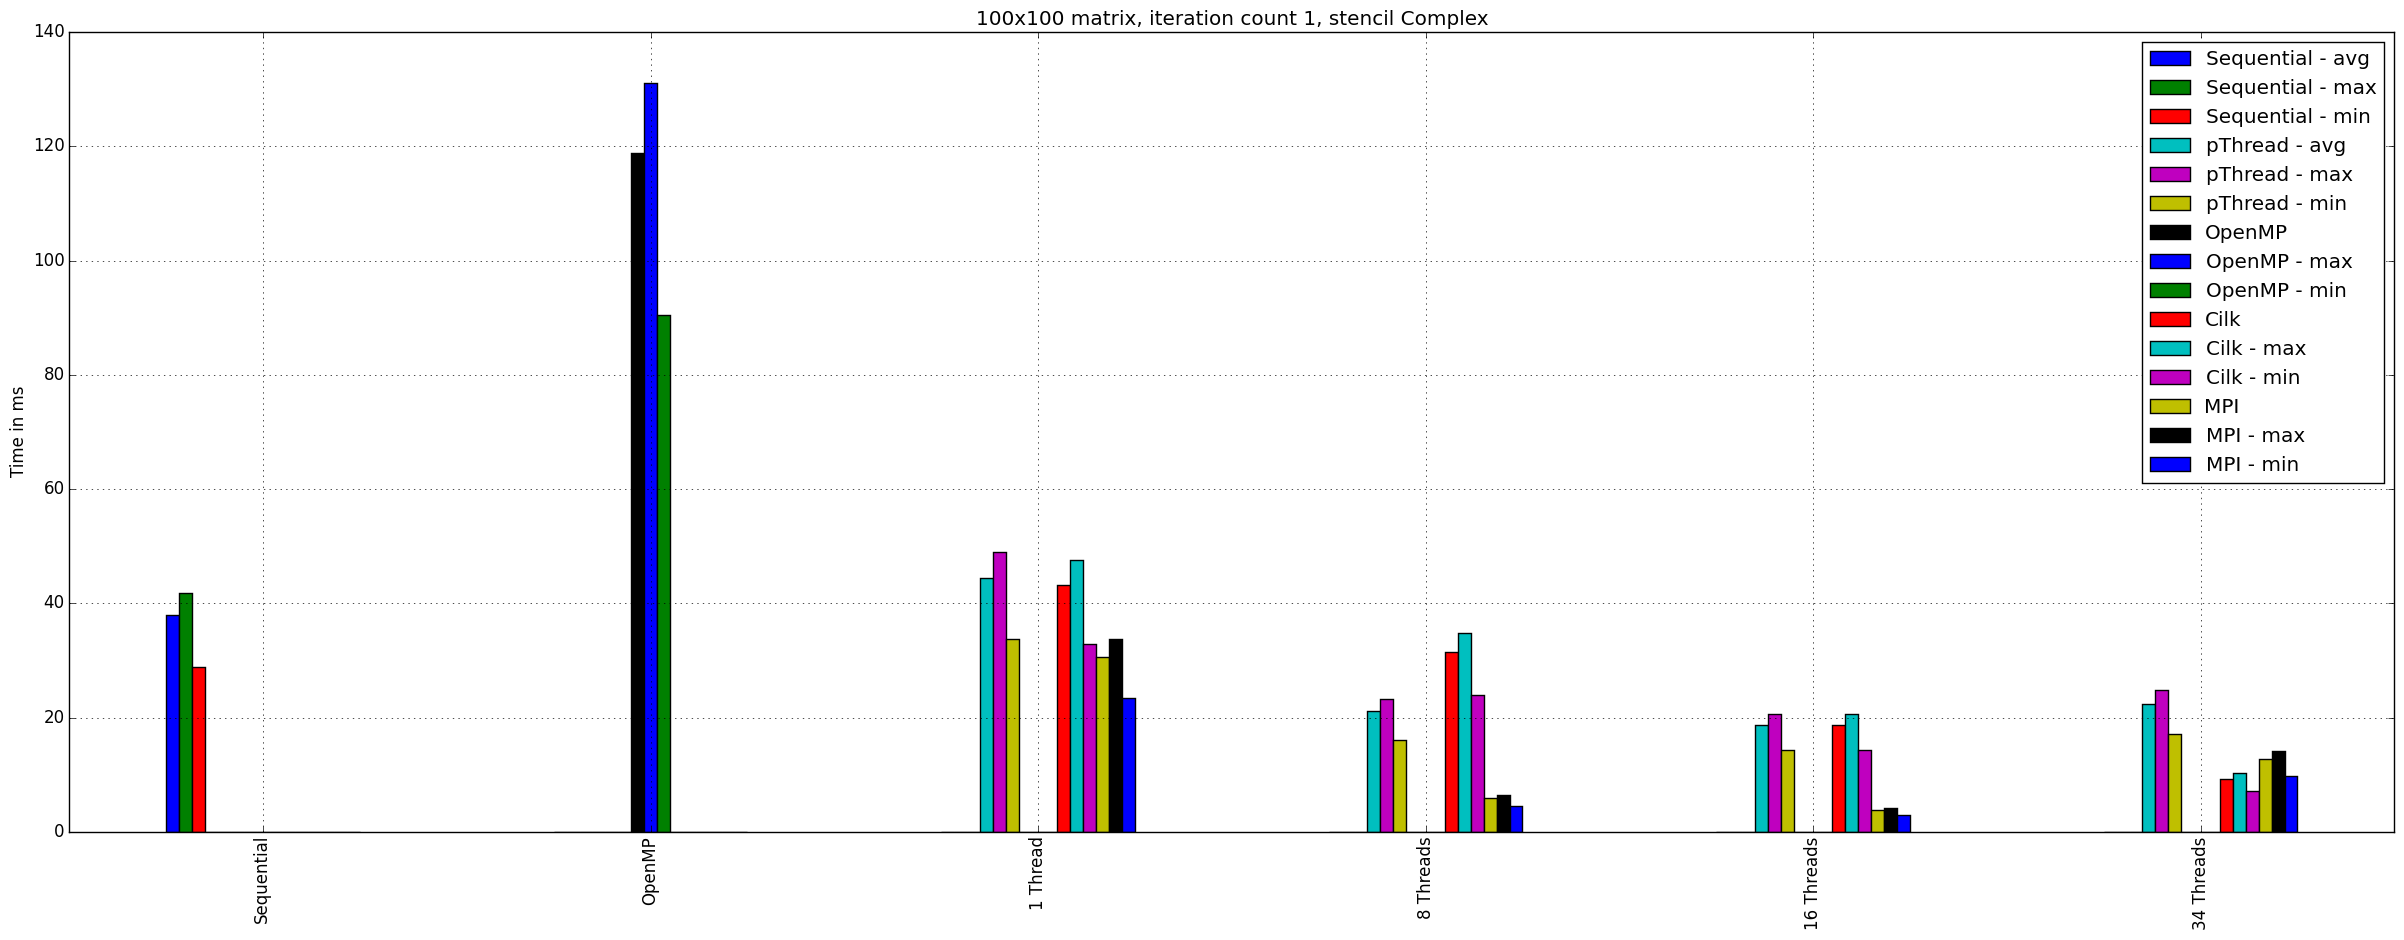 100x100 matrix, iteration count 1, stencil Complex
140
120
100
80
60
40
20
0
Time in ms
Sequential - avg
Sequential - max
Sequential - min
pThread - avg
pThread - max
pThread - min
OpenMP
OpenMP - max
OpenMP - min
Cilk
Cilk - max
Cilk - min
MPI
MPI - max
MPI - min
Sequential
OpenMP
1 Thread
8 Threads
16 Threads
34 Threads